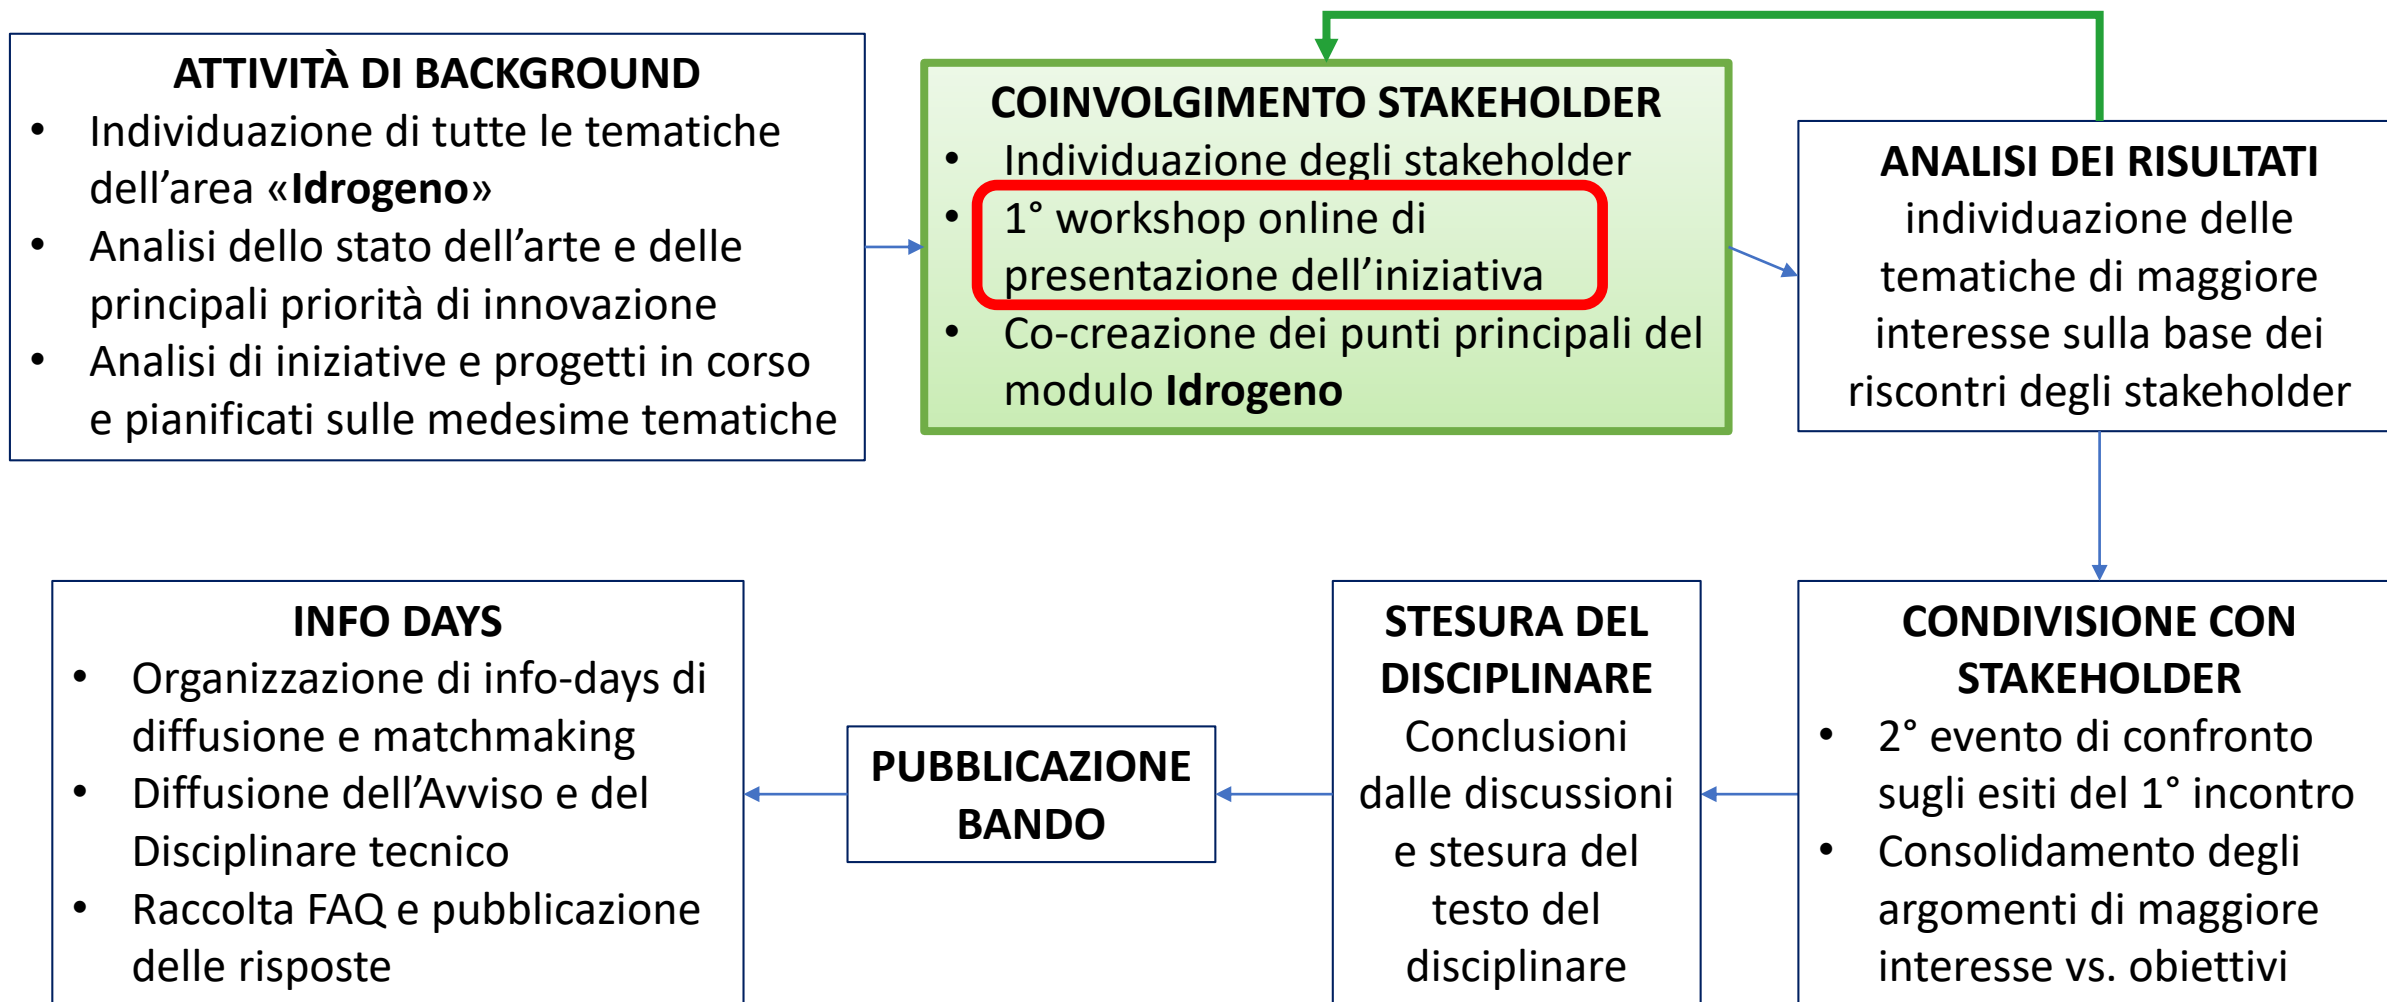 ATTIVITÀ DI BACKGROUND
• Individuazione di tutte le tematiche
dell’area «Idrogeno»
• Analisi dello stato dell’arte e delle
principali priorità di innovazione
• Analisi di iniziative e progetti in corso
e pianificati sulle medesime tematiche
COINVOLGIMENTO STAKEHOLDER
• Individuazione degli stakeholder
• 1° workshop online di
presentazione dell’iniziativa
• Co-creazione dei punti principali del
modulo Idrogeno
ANALISI DEI RISULTATI
individuazione delle
tematiche di maggiore
interesse sulla base dei
riscontri degli stakeholder
CONDIVISIONE CON
STAKEHOLDER
• 2° evento di confronto
sugli esiti del 1° incontro
• Consolidamento degli
argomenti di maggiore
interesse vs. obiettivi
STESURA DEL
DISCIPLINARE
Conclusioni
dalle discussioni
e stesura del
testo del
disciplinare
PUBBLICAZIONE
BANDO
INFO DAYS
• Organizzazione di info-days di
diffusione e matchmaking
• Diffusione dell’Avviso e del
Disciplinare tecnico
• Raccolta FAQ e pubblicazione
delle risposte